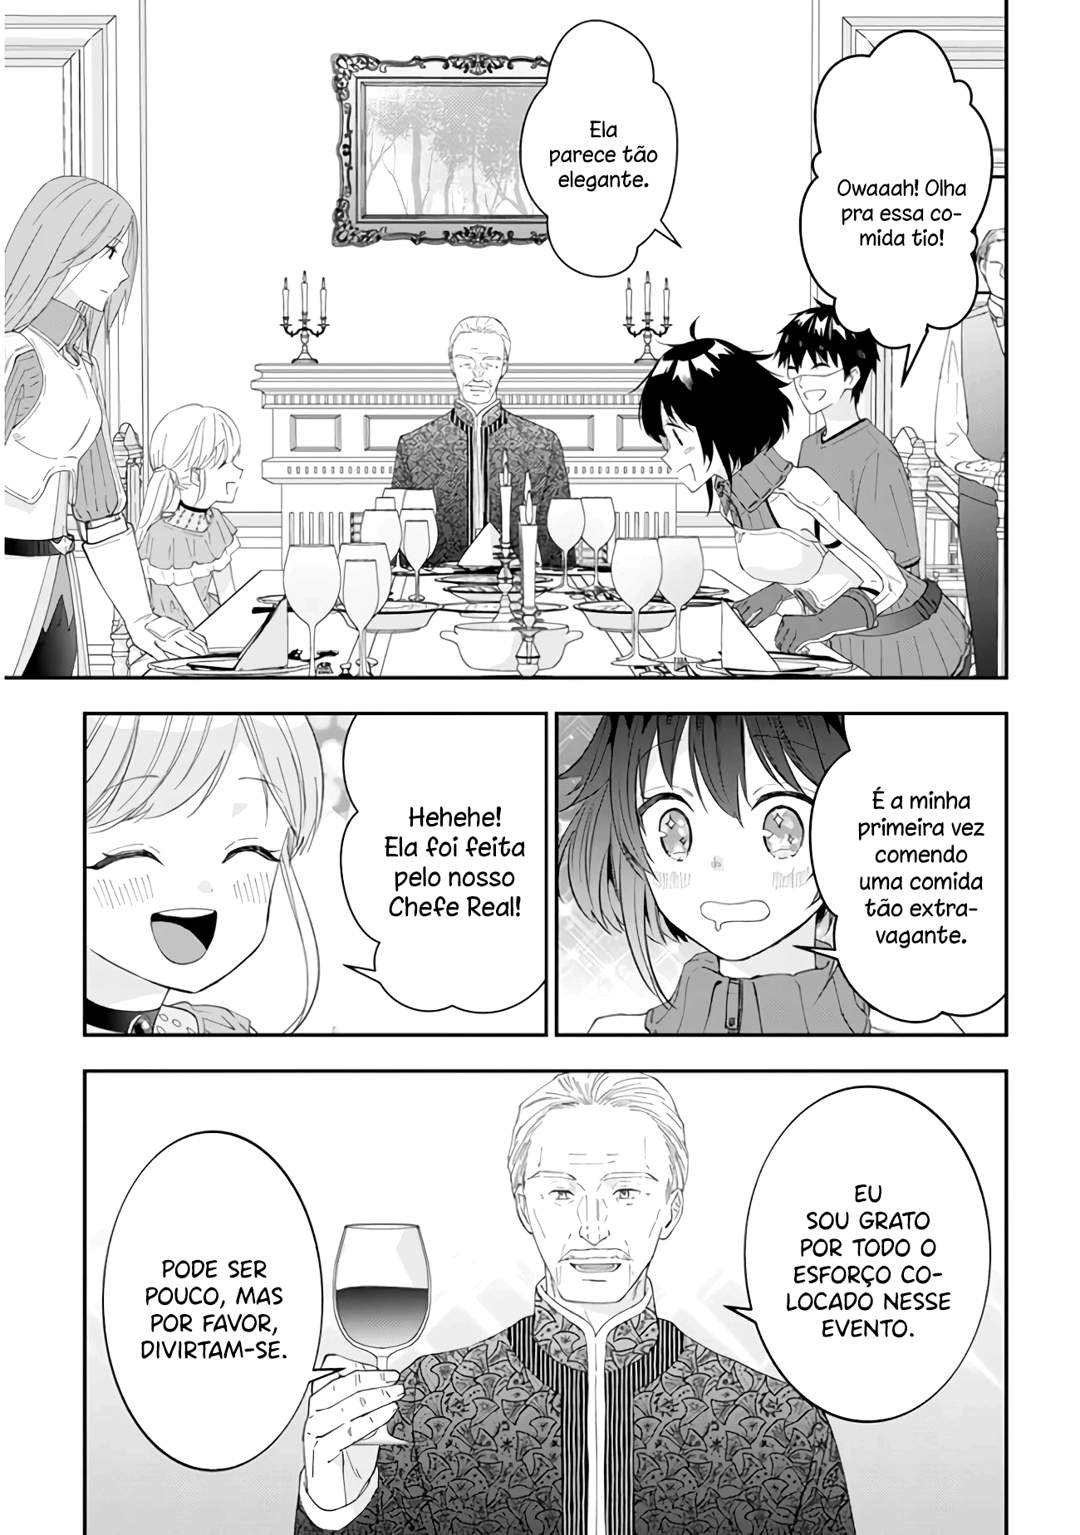 Owaaah! Olha
pra essa co-
mida tio!
Ela
parece tão
elegante.
É a minha
primeira vez
comendo
uma comida
tão extra-
vagante.
Hehehe!
Ela foi feita
pelo nosso
Chefe Real!
EU
SOU GRATO
POR TODO O
ESFORÇO CO-
LOCADO NESSE
EVENTO.
PODE SER
POUCO, MAS
POR FAVOR,
DIVIRTAM-SE.